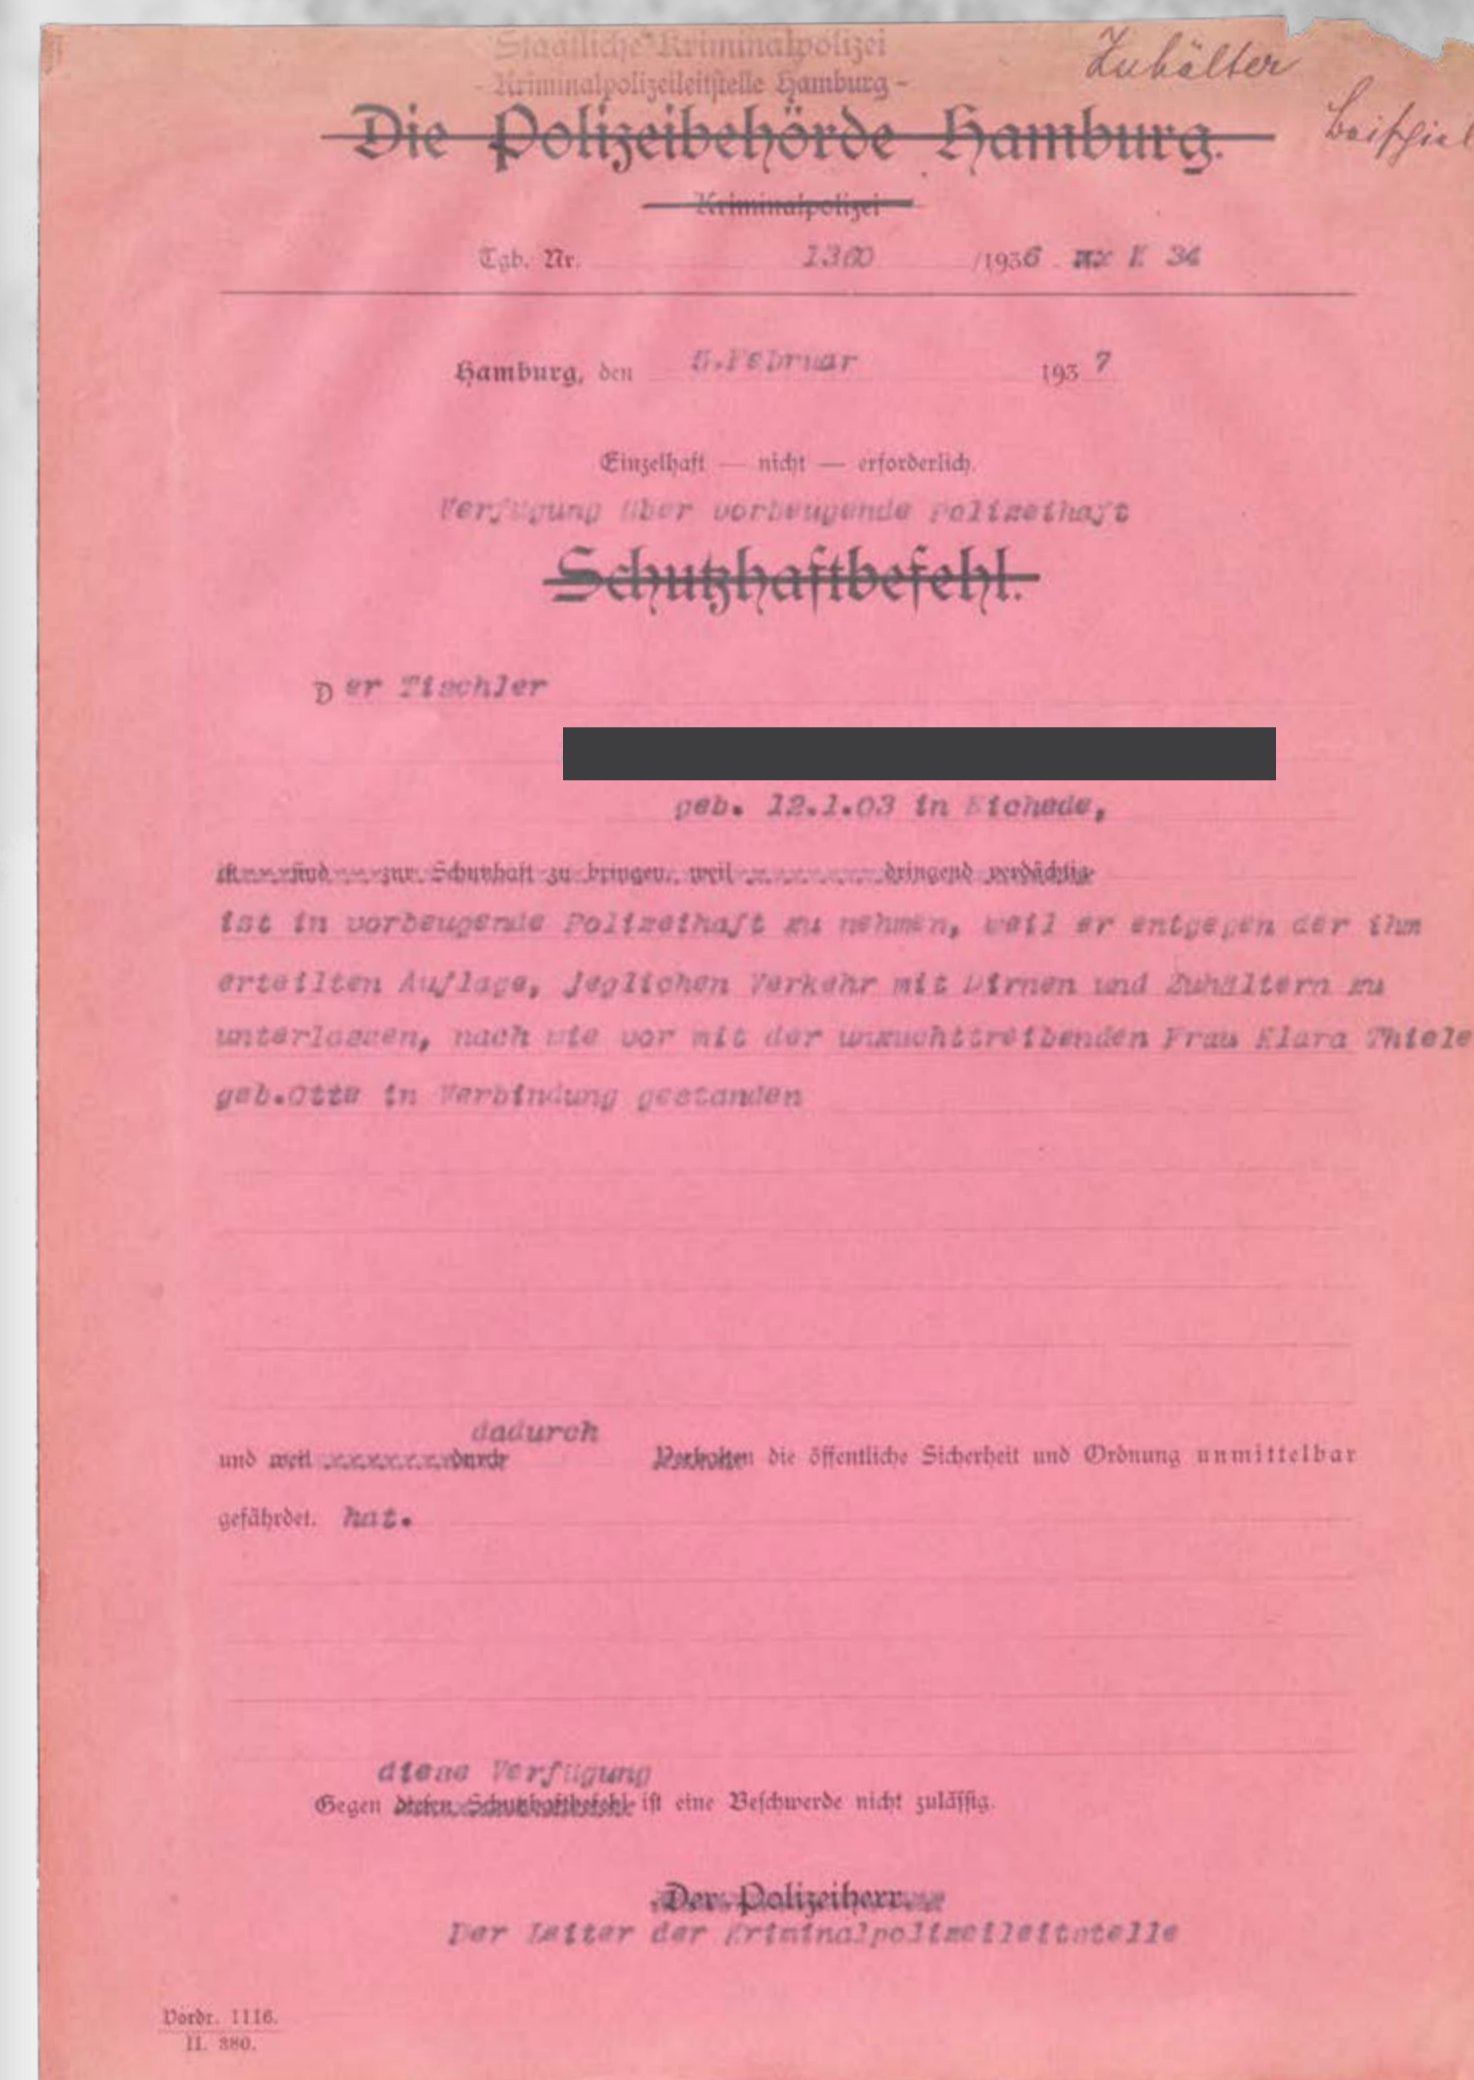 Staatliche Kriminalpolizei
- Kriminalpolizeileitstelle Hamburg -
Zuhälter
Beispiel
Die Polizeibehörde Hamburg.
Kriminalpolizei
Tgb. Nr. 1360 /1936 K 34
Hamburg, den 5.Februar 1937
Einzelhaft — nicht — erforderlich.
Verfügung über vorbeugende Polizeihaft
Schutzhaftbefehl.
Der Tischler
geb. 12.1.03 in Eichede,
ist sind zur Schutzhaft zu bringen, weil dringend verdächtig
ist in vorbeugende Polizeihaft zu nehmen, weil er entgegen der ihm
erteilten Auflage, jeglichen Verkehr mit Dirnen und Zuhältern zu
unterlassen, nach wie vor mit der unzuchttreibenden Frau Klara Thiele
geb.Otte in Verbindung gestanden
dadurch
und weil durch Verhalten die öffentliche Sicherheit und Ordnung unmittelbar
gefährdet. hat.
diese Verfügung
Gegen diesen Schutzhaftbefehl ist eine Beschwerde nicht zulässig.
Der Polizeiherr.
Der Leiter der Kriminalpolizeileitstelle
Vordr. 1116.
II. 380.